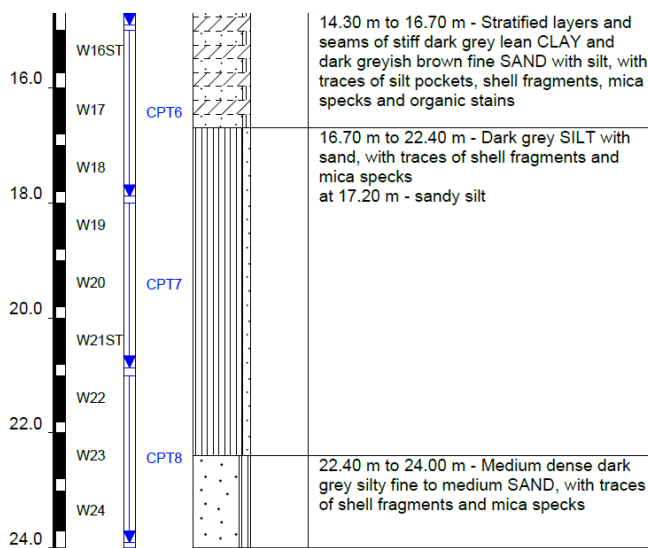 14.30 m to 16.70 m - Stratified layers and
seams of stiff dark grey lean CLAY and
dark greyish brown fine SAND with silt, with
traces of silt pockets, shell fragments, mica
specks and organic stains
W16ST
16.0
W17
CPT6
16.70 m to 22.40 m - Dark grey SILT with
sand, with traces of shell fragments and
mica specks
at 17.20 m - sandy silt
W18
18.0
W19
W20
CPT7
20.0
W21ST
W22
22.0
W23
CPT8
22.40 m to 24.00 m - Medium dense dark
grey silty fine to medium SAND, with traces
of shell fragments and mica specks
W24
24.0